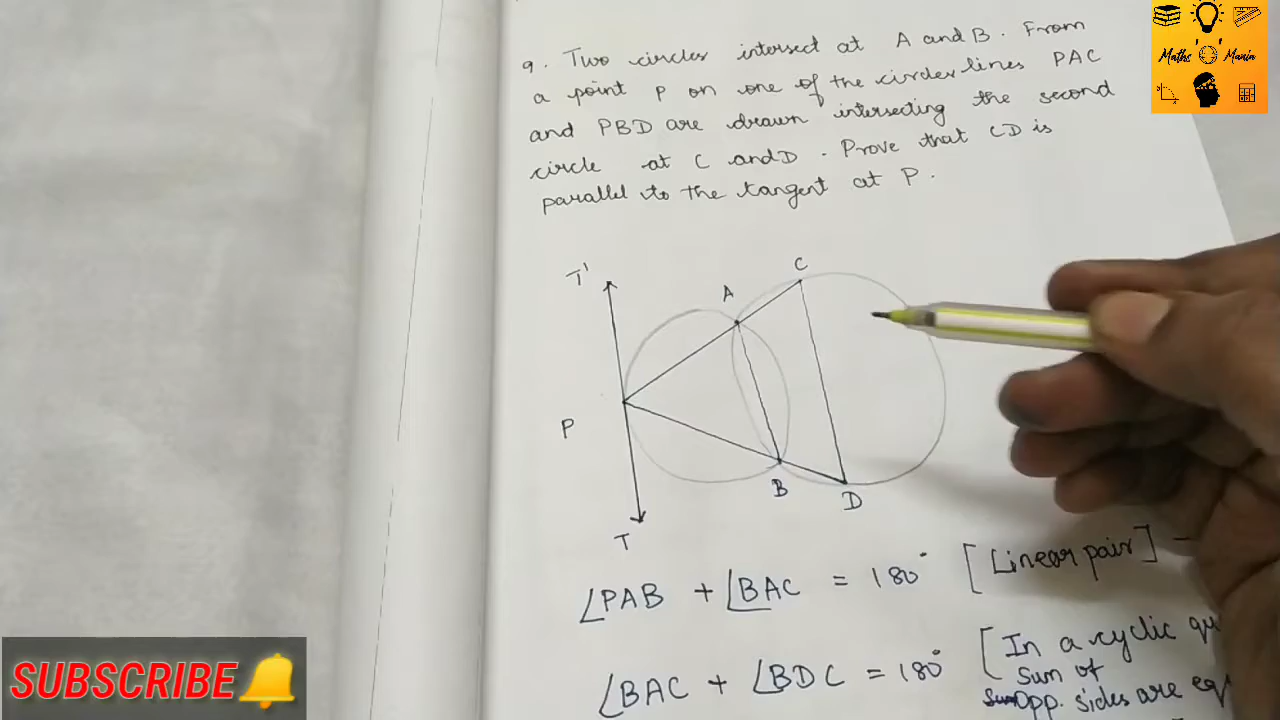 9. Two circles intersect at A and B. From
a point P on one of the circles lines PAC
and PBD are drawn intersecting the second
circle at C and D. Prove that CD is
parallel to the tangent at P.
Maths Mania
T'
C
A
P
B
D
T
∠PAB + ∠BAC = 180° [Linear pair] -
∠BAC + ∠BDC = 180° [In a cyclic qu
Sum of
opp. sides are equ
SUBSCRIBE